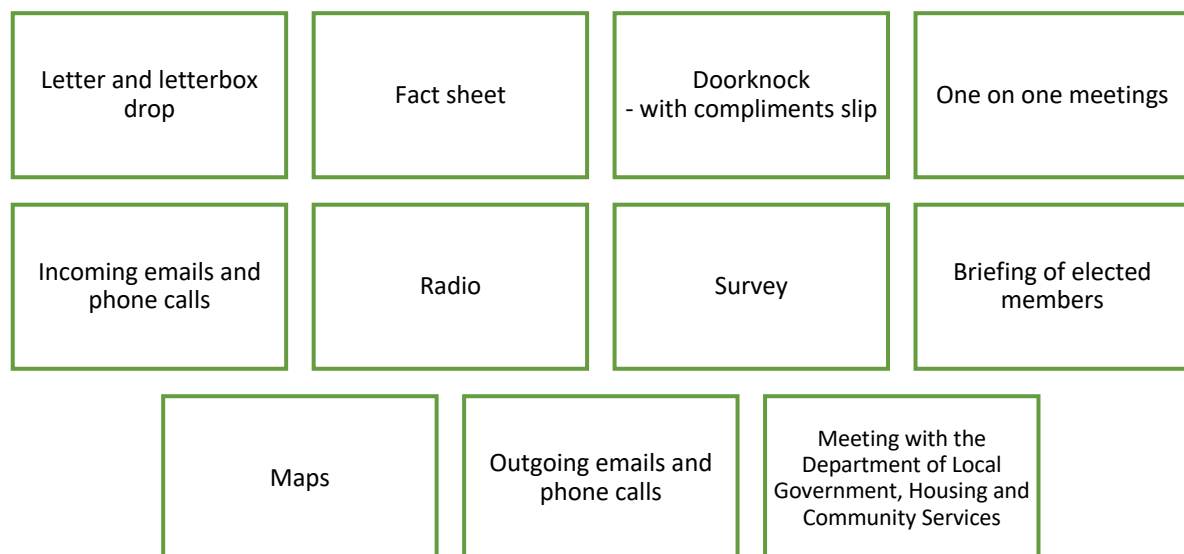 Letter and letterbox
drop
Fact sheet
Doorknock
- with compliments slip
One on one meetings
Incoming emails and
phone calls
Radio
Survey
Briefing of elected
members
Maps
Outgoing emails and
phone calls
Meeting with the
Department of Local
Government, Housing and
Community Services